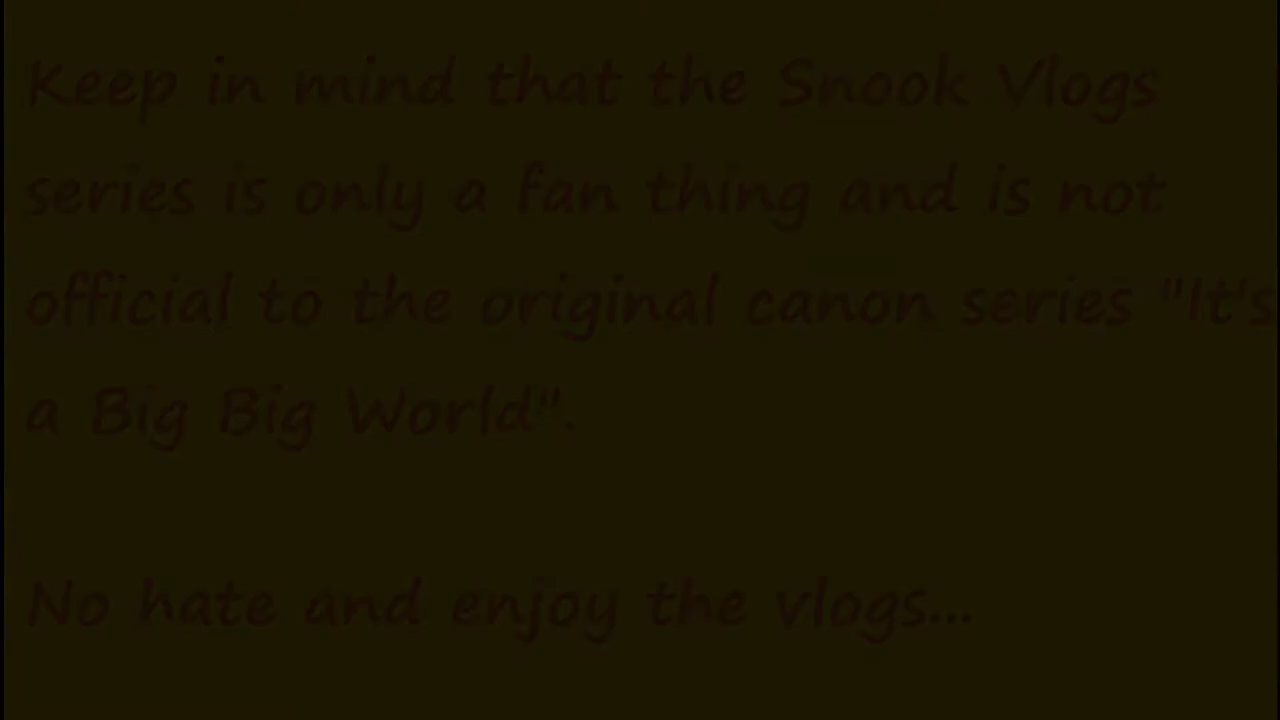 Keep in mind that the Snook Vlogs
series is only a fan thing and is not
official to the original canon series "It's
a Big Big World".
No hate and enjoy the vlogs...